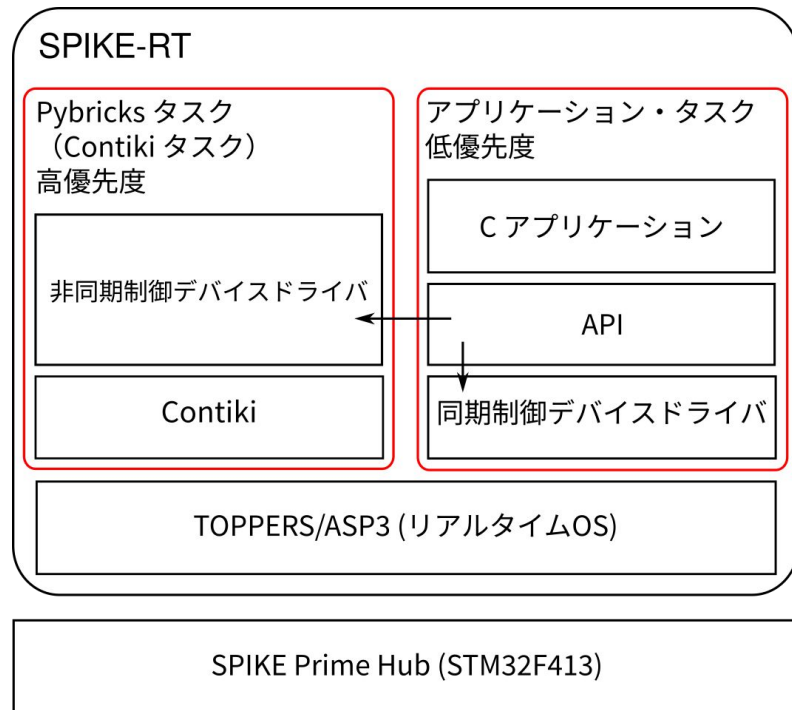 SPIKE-RT
Pybricks タスク
(Contiki タスク)
高優先度
非同期制御デバイスドライバ
Contiki
アプリケーション・タスク
低優先度
C アプリケーション
API
同期制御デバイスドライバ
TOPPERS/ASP3 (リアルタイムOS)
SPIKE Prime Hub (STM32F413)